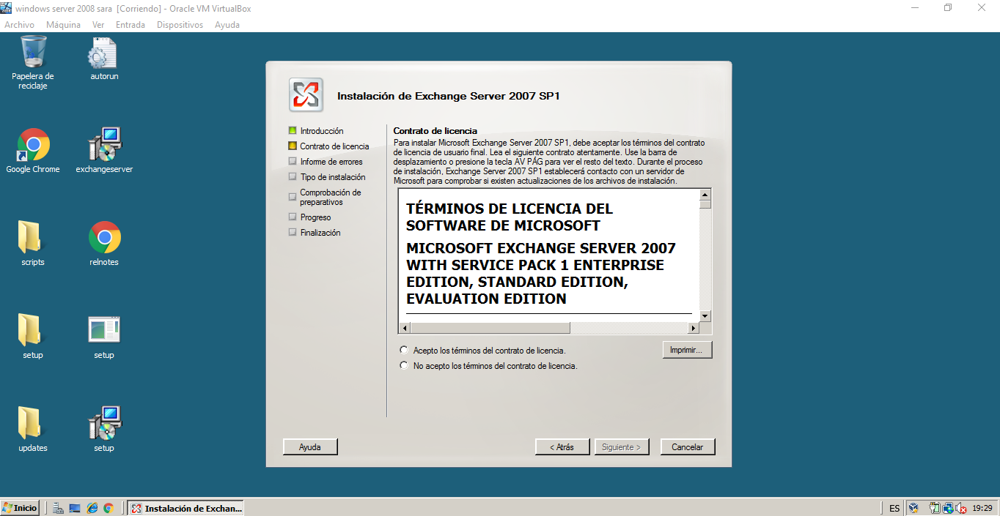 windows server 2008 sara [Corriendo] - Oracle VM VirtualBox
Archivo Máquina Ver Entrada Dispositivos Ayuda
Papelera de
reciclaje
autorun
Google Chrome
exchangeserver
scripts
relnotes
setup
setup
updates
setup
Instalación de Exchange Server 2007 SP1
Introducción
Contrato de licencia
Informe de errores
Tipo de instalación
Comprobación de
preparativos
Progreso
Finalización
Contrato de licencia
Para instalar Microsoft Exchange Server 2007 SP1, debe aceptar los términos del contrato
de licencia de usuario final. Lea el siguiente contrato atentamente. Use la barra de
desplazamiento o presione la tecla AV PÁG para ver el resto del texto. Durante el proceso
de instalación, Exchange Server 2007 SP1 establecerá contacto con un servidor de
Microsoft para comprobar si existen actualizaciones de los archivos de instalación.
TÉRMINOS DE LICENCIA DEL
SOFTWARE DE MICROSOFT
MICROSOFT EXCHANGE SERVER 2007
WITH SERVICE PACK 1 ENTERPRISE
EDITION, STANDARD EDITION,
EVALUATION EDITION
Acepto los términos del contrato de licencia.
Imprimir...
No acepto los términos del contrato de licencia.
Ayuda
< Atrás
Siguiente >
Cancelar
Inicio
Instalación de Exchan...
ES
19:29